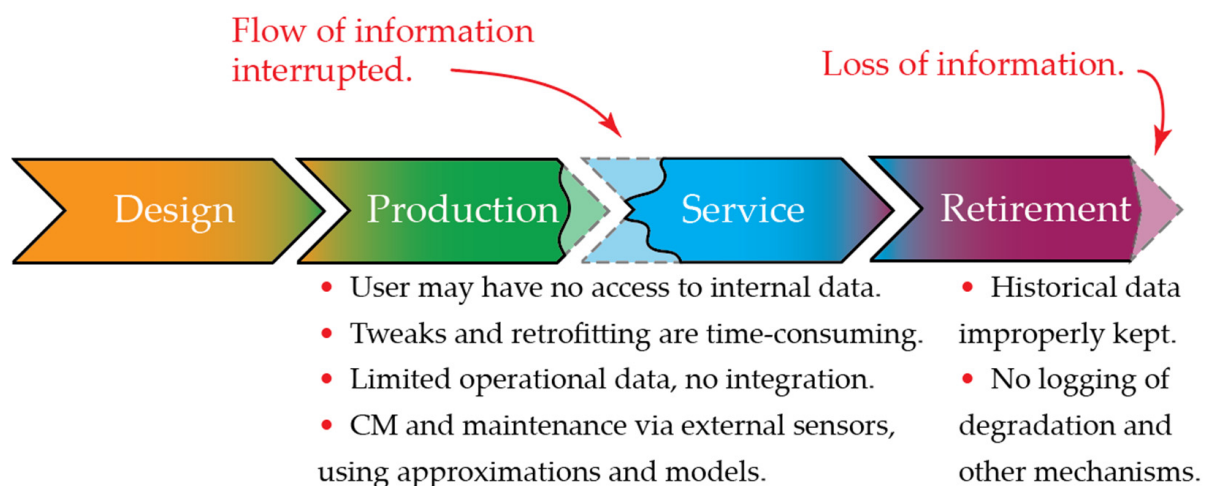 Flow of information
interrupted.
Loss of information.
Design
Production
Service
Retirement
• User may have no access to internal data.
• Tweaks and retrofitting are time-consuming.
• Limited operational data, no integration.
• CM and maintenance via external sensors,
using approximations and models.
• Historical data
improperly kept.
• No logging of
degradation and
other mechanisms.